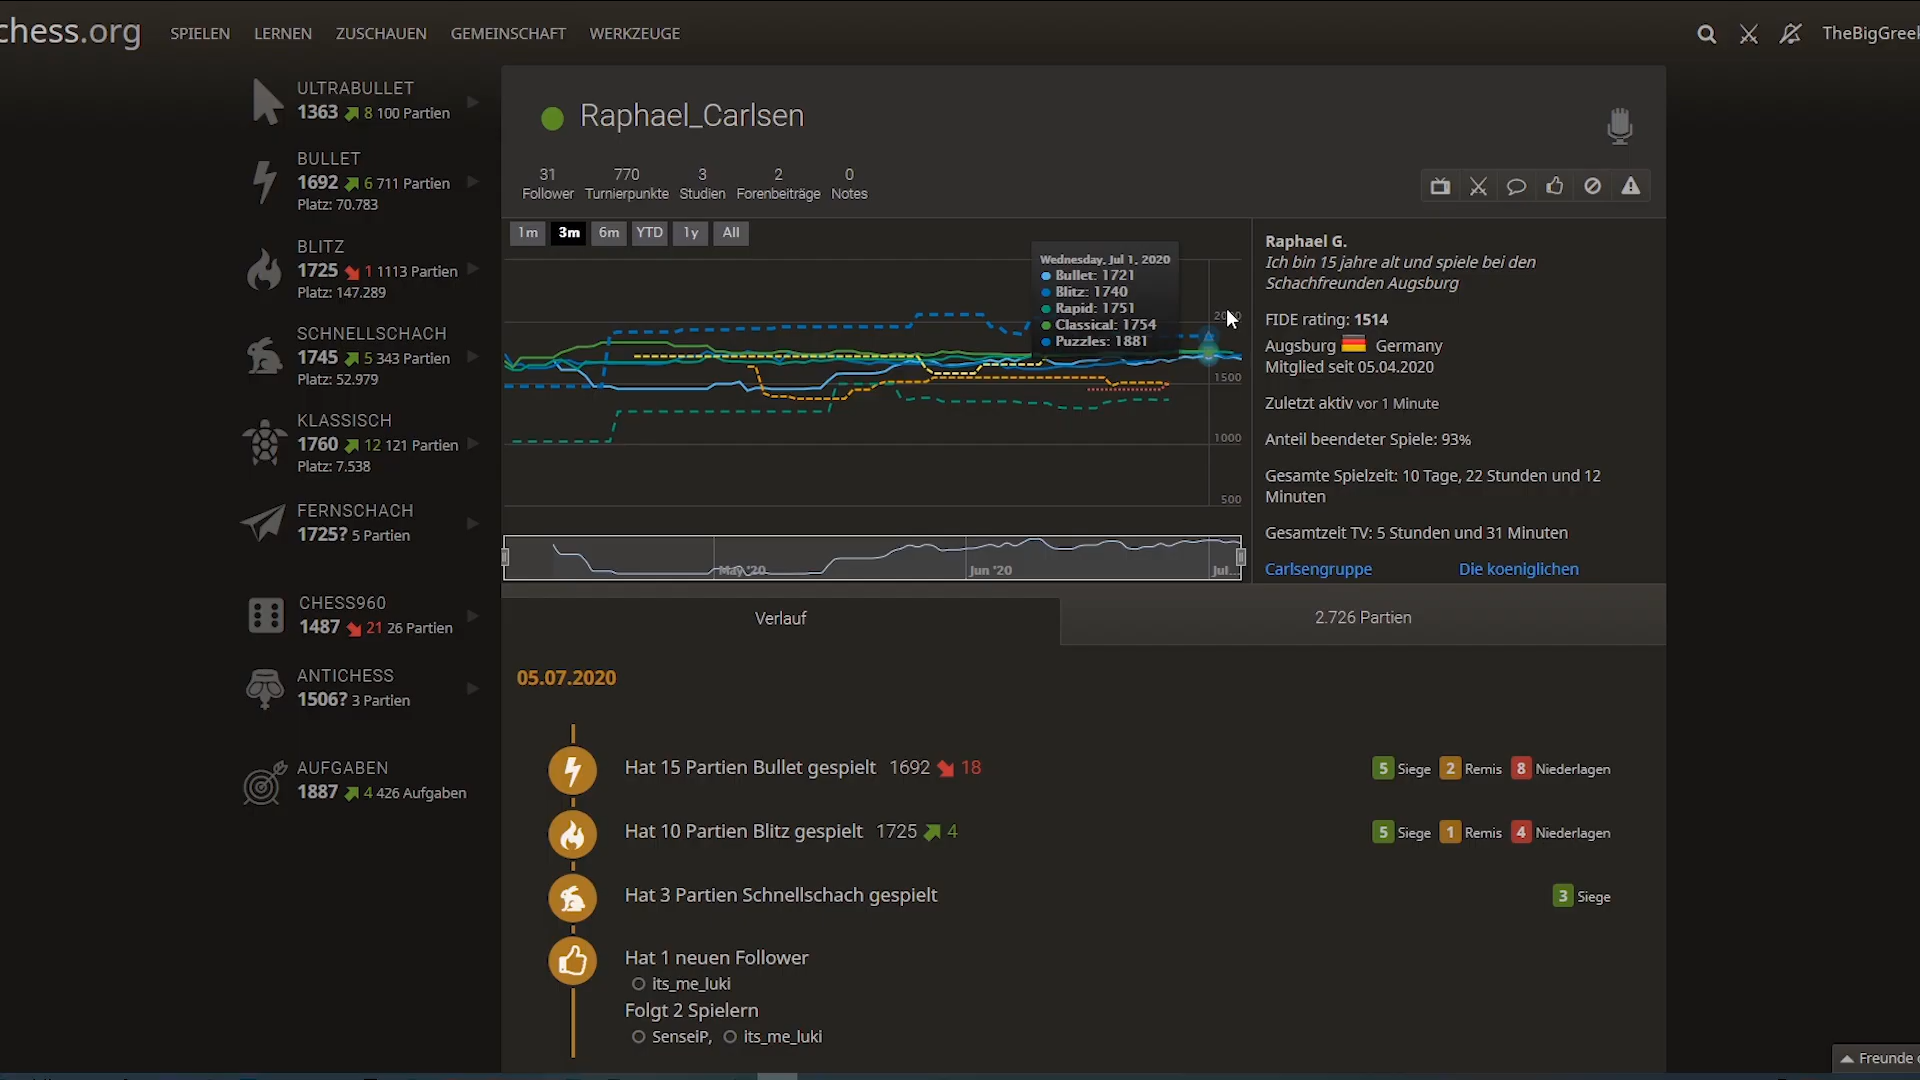 chess.org
SPIELEN LERNEN ZUSCHAUEN GEMEINSCHAFT WERKZEUGE
TheBigGreek
ULTRABULLET
1363 8 100 Partien
BULLET
1692 6 711 Partien
Platz: 70.783
BLITZ
1725 1 1113 Partien
Platz: 147.289
SCHNELLSCHACH
1745 5 343 Partien
Platz: 52.979
KLASSISCH
1760 12 121 Partien
Platz: 7.538
FERNSCHACH
1725? 5 Partien
CHESS960
1487 21 26 Partien
ANTICHESS
1506? 3 Partien
AUFGABEN
1887 4 426 Aufgaben
Raphael_Carlsen
31 770 3 2 0
Follower Turnierpunkte Studien Forenbeiträge Notes
1m 3m 6m YTD 1y All
Wednesday, Jul 1, 2020
Bullet: 1721
Blitz: 1740
Rapid: 1751
Classical: 1754
Puzzles: 1881
2000
1500
1000
500
May '20 Jun '20 Jul...
Raphael G.
Ich bin 15 jahre alt und spiele bei den
Schachfreunden Augsburg
FIDE rating: 1514
Augsburg Germany
Mitglied seit 05.04.2020
Zuletzt aktiv vor 1 Minute
Anteil beendeter Spiele: 93%
Gesamte Spielzeit: 10 Tage, 22 Stunden und 12
Minuten
Gesamtzeit TV: 5 Stunden und 31 Minuten
Carlsengruppe Die koeniglichen
Verlauf 2.726 Partien
05.07.2020
Hat 15 Partien Bullet gespielt 1692 18 5 Siege 2 Remis 8 Niederlagen
Hat 10 Partien Blitz gespielt 1725 4 5 Siege 1 Remis 4 Niederlagen
Hat 3 Partien Schnellschach gespielt 3 Siege
Hat 1 neuen Follower
its_me_luki
Folgt 2 Spielern
SenseiP, its_me_luki
Freunde